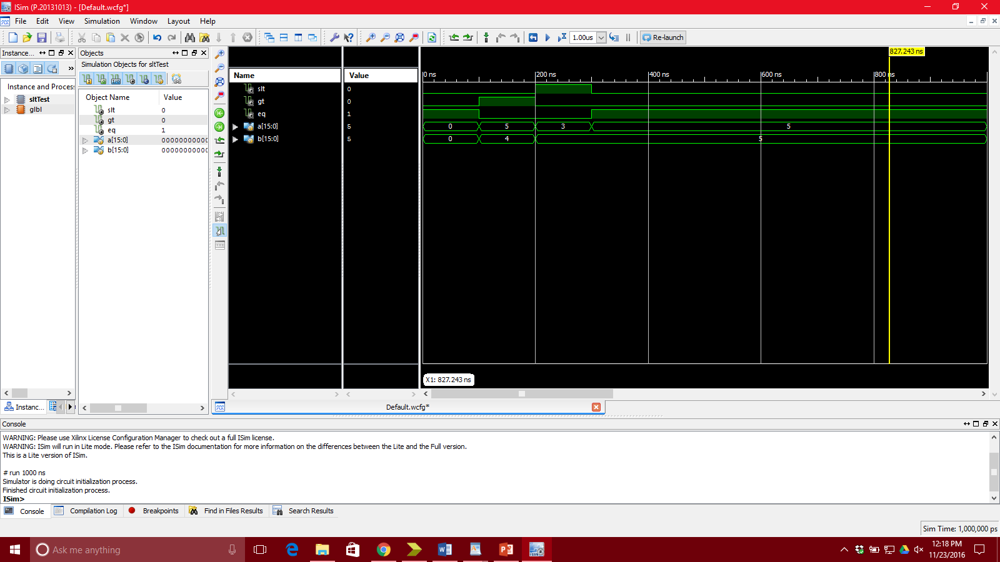 ISim (P.20131013) - [Default.wcfg*]
File Edit View Simulation Window Layout Help
1.00us Re-launch
Instance...
Objects
Simulation Objects for sltTest
Instance and Process
sltTest
glbl
Object Name Value
slt 0
gt 0
eq 1
a[15:0] 000000000000
b[15:0] 000000000000
Instanc...
Name Value
slt 0
gt 0
eq 1
a[15:0] 5
b[15:0] 5
827.243 ns
0 ns 200 ns 400 ns 600 ns 800 ns
0 5 3 5
0 4 5
X1: 827.243 ns
Default.wcfg*
Console
WARNING: Please use Xilinx License Configuration Manager to check out a full ISim license.
WARNING: ISim will run in Lite mode. Please refer to the ISim documentation for more information on the differences between the Lite and the Full version.
This is a Lite version of ISim.
# run 1000 ns
Simulator is doing circuit initialization process.
Finished circuit initialization process.
ISim>
Console Compilation Log Breakpoints Find in Files Results Search Results
Sim Time: 1,000,000 ps
Ask me anything
12:18 PM
11/23/2016